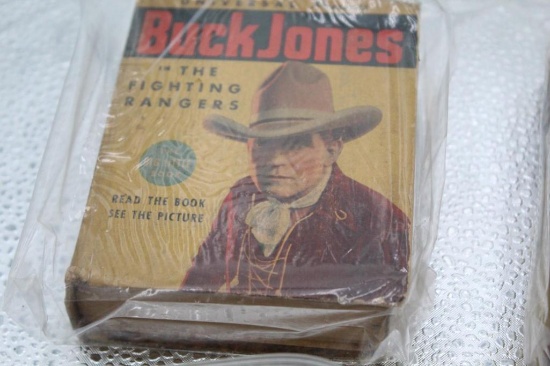 Buck Jones
IN THE
FIGHTING
RANGERS
READ THE BOOK
SEE THE PICTURE